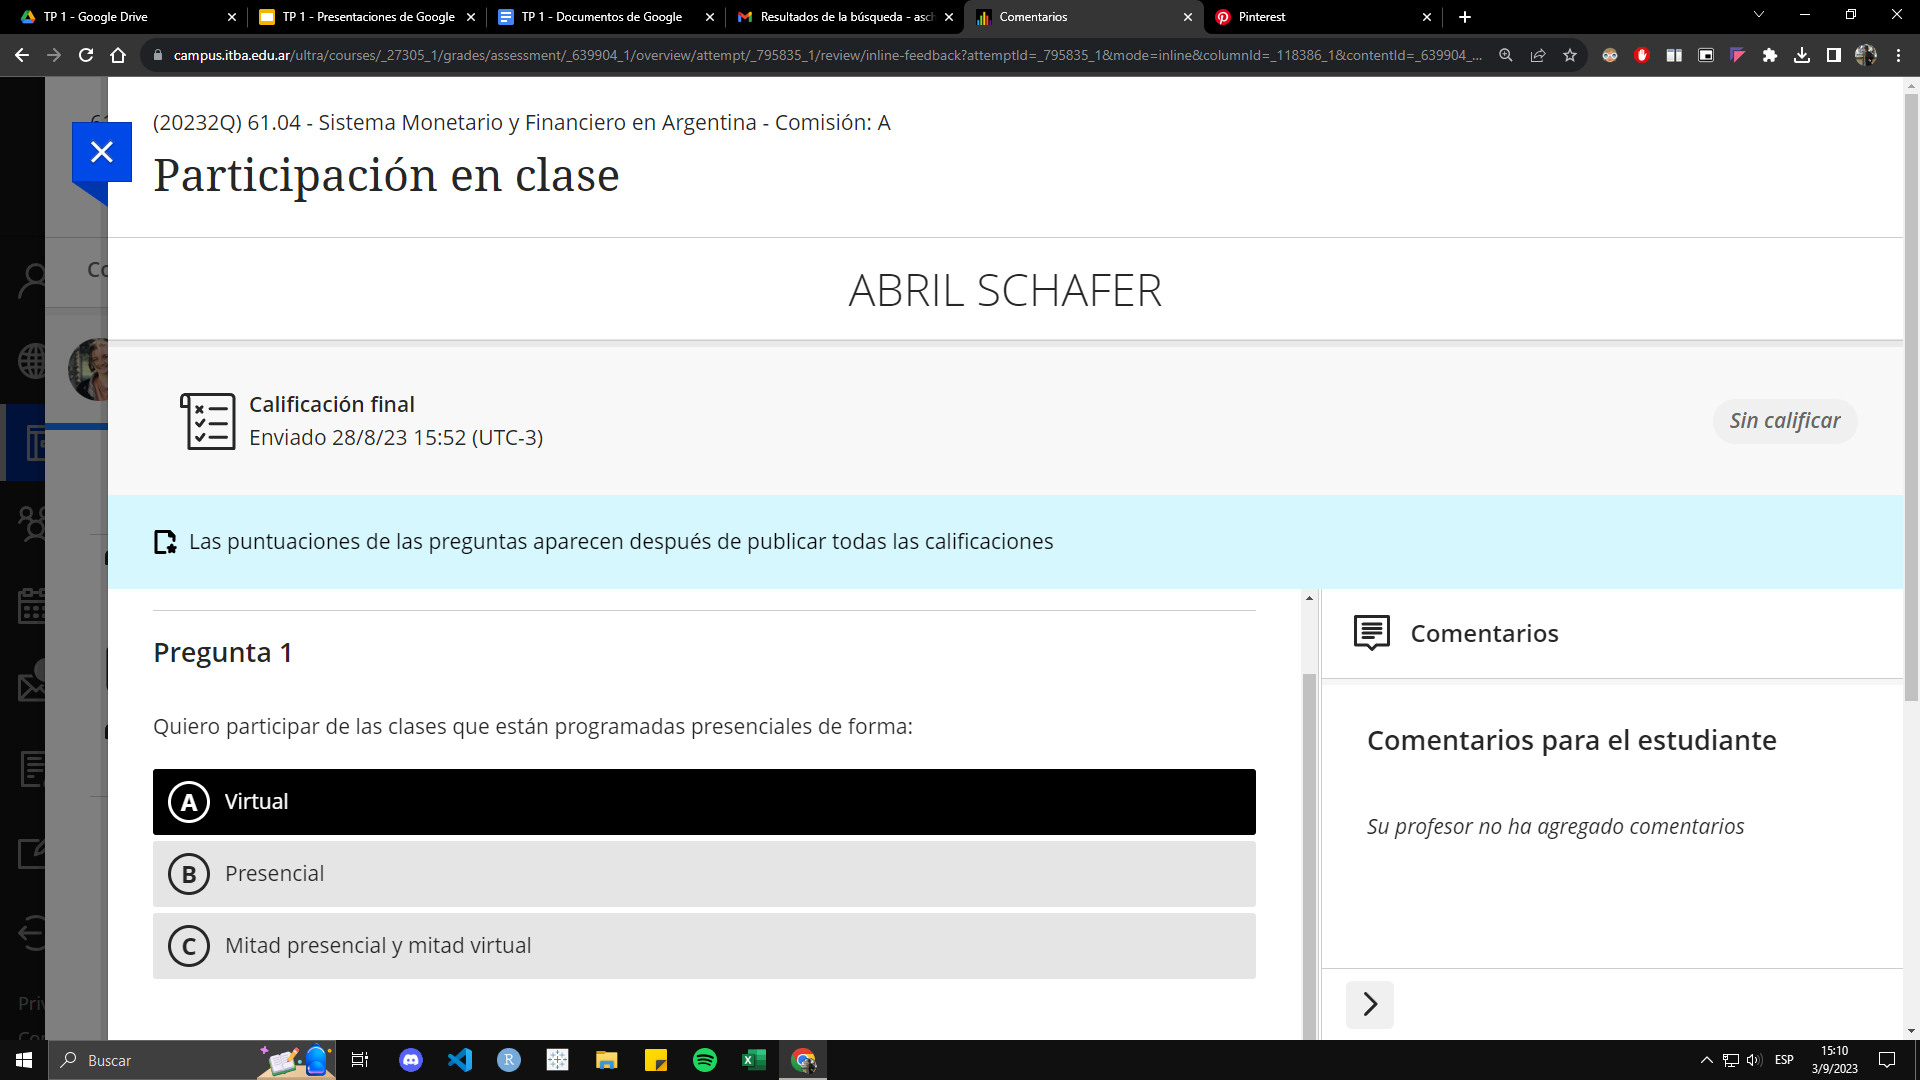 TP 1 - Google Drive
TP 1 - Presentaciones de Google
TP 1 - Documentos de Google
Resultados de la búsqueda - asch
Comentarios
Pinterest
campus.itba.edu.ar/ultra/courses/_27305_1/grades/assessment/_639904_1/overview/attempt/_795835_1/review/inline-feedback?attemptId=_795835_1&mode=inline&columnId=_118386_1&contentId=_639904_...
(20232Q) 61.04 - Sistema Monetario y Financiero en Argentina - Comisión: A
Participación en clase
ABRIL SCHAFER
Calificación final
Enviado 28/8/23 15:52 (UTC-3)
Sin calificar
Las puntuaciones de las preguntas aparecen después de publicar todas las calificaciones
Pregunta 1
Quiero participar de las clases que están programadas presenciales de forma:
A Virtual
B Presencial
C Mitad presencial y mitad virtual
Comentarios
Comentarios para el estudiante
Su profesor no ha agregado comentarios
Buscar
ESP
15:10
3/9/2023